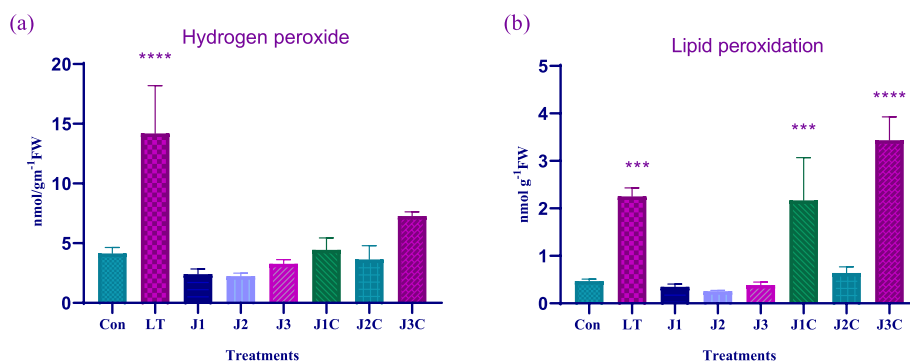 (a)
Hydrogen peroxide
20
15
10
5
0
nmol/gm⁻¹FW
****
Con LT J1 J2 J3 J1C J2C J3C
Treatments
(b)
Lipid peroxidation
5
4
3
2
1
0
nmol g⁻¹FW
***
***
****
Con LT J1 J2 J3 J1C J2C J3C
Treatments